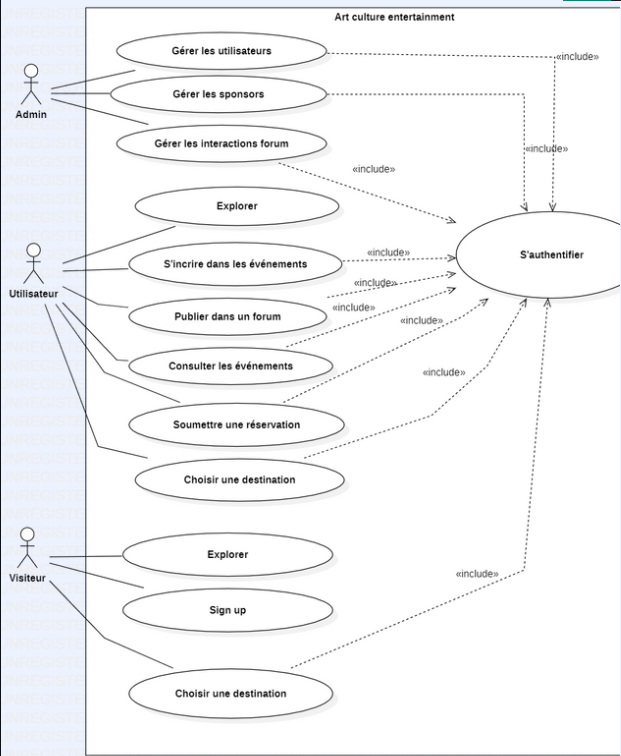 Art culture entertainment
Gérer les utilisateurs
«include»
Gérer les sponsors
Admin
«include»
Gérer les interactions forum
«include»
Explorer
S'authentifier
«include»
S'incrire dans les événements
Utilisateur
«include»
«include»
Publier dans un forum
«include»
Consulter les événements
«include»
Soumettre une réservation
Choisir une destination
Explorer
Visiteur
«include»
Sign up
Choisir une destination